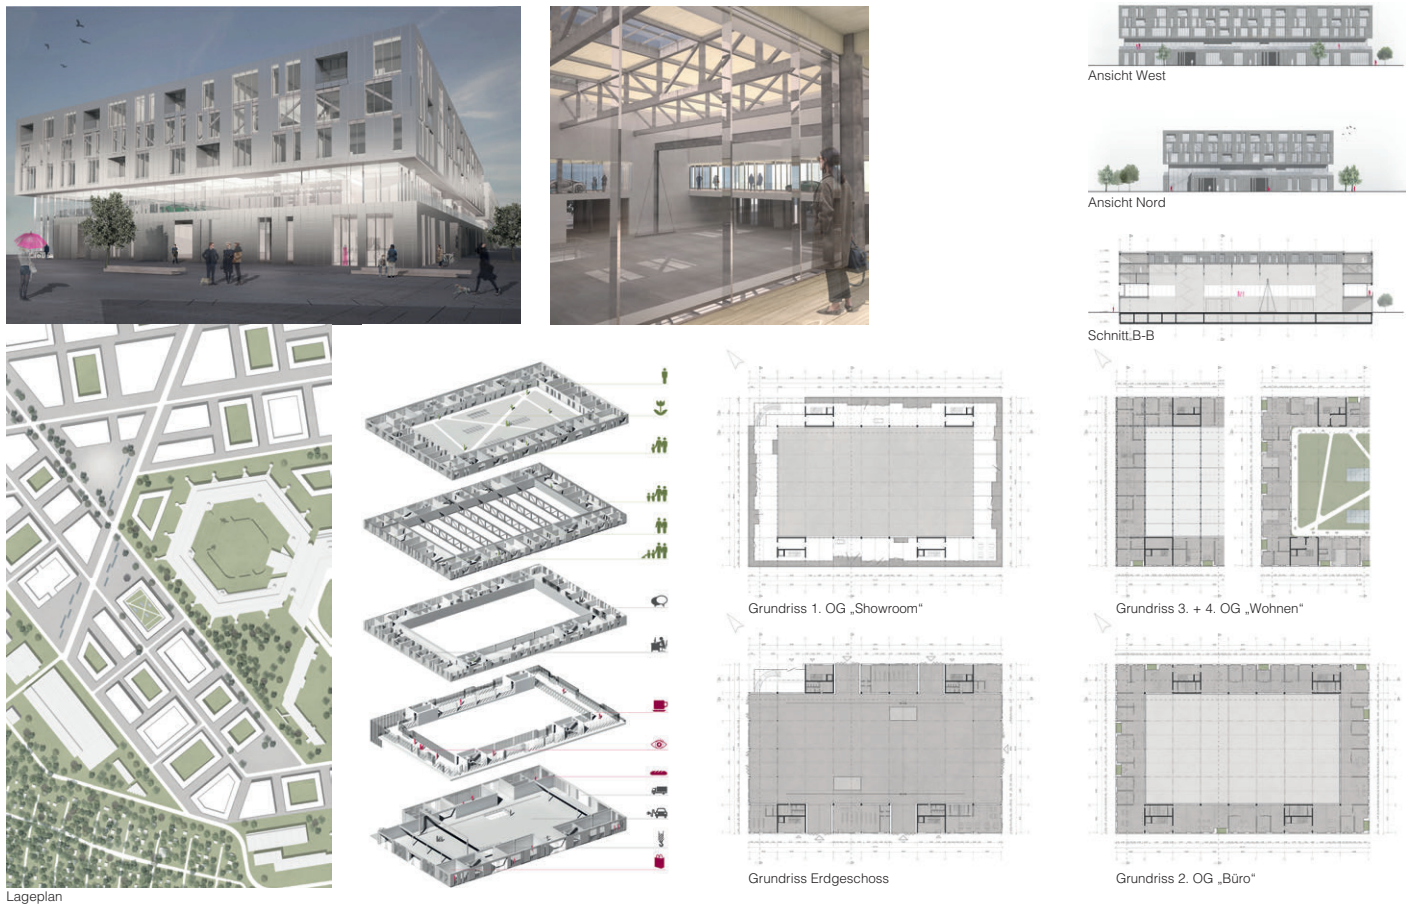 Ansicht West
Ansicht Nord
Schnitt B-B
Grundriss 1. OG „Showroom“
Grundriss 3. + 4. OG „Wohnen“
Grundriss Erdgeschoss
Grundriss 2. OG „Büro“
Lageplan